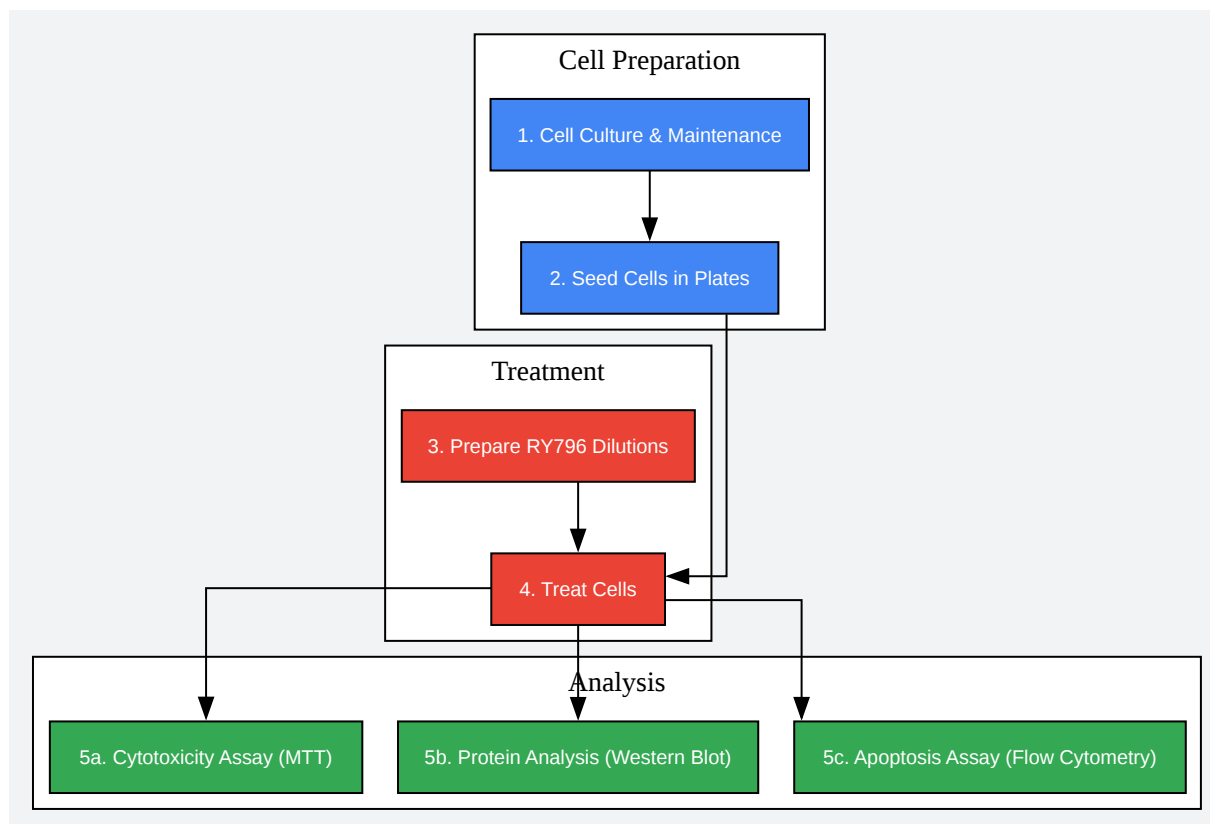 Cell Preparation
1. Cell Culture & Maintenance
2. Seed Cells in Plates
Treatment
3. Prepare RY796 Dilutions
4. Treat Cells
Analysis
5a. Cytotoxicity Assay (MTT)
5b. Protein Analysis (Western Blot)
5c. Apoptosis Assay (Flow Cytometry)